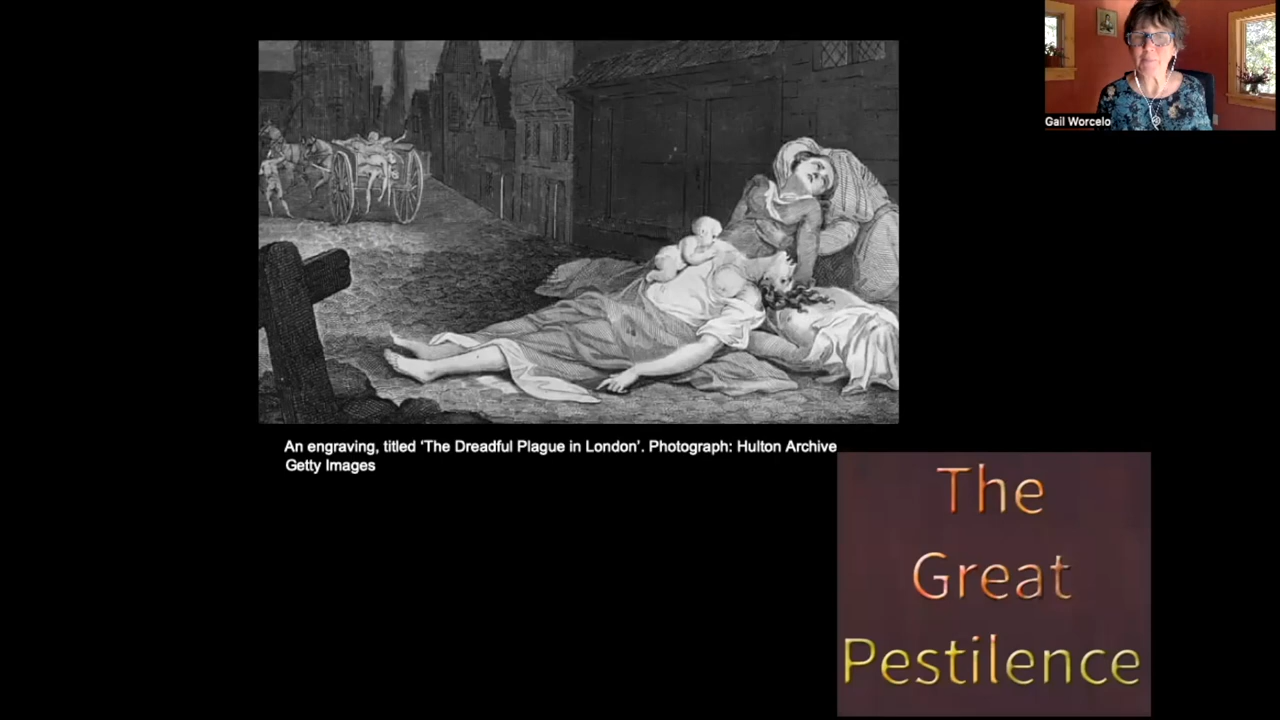 Gail Worcelo
An engraving, titled ‘The Dreadful Plague in London’. Photograph: Hulton Archive
Getty Images
The
Great
Pestilence